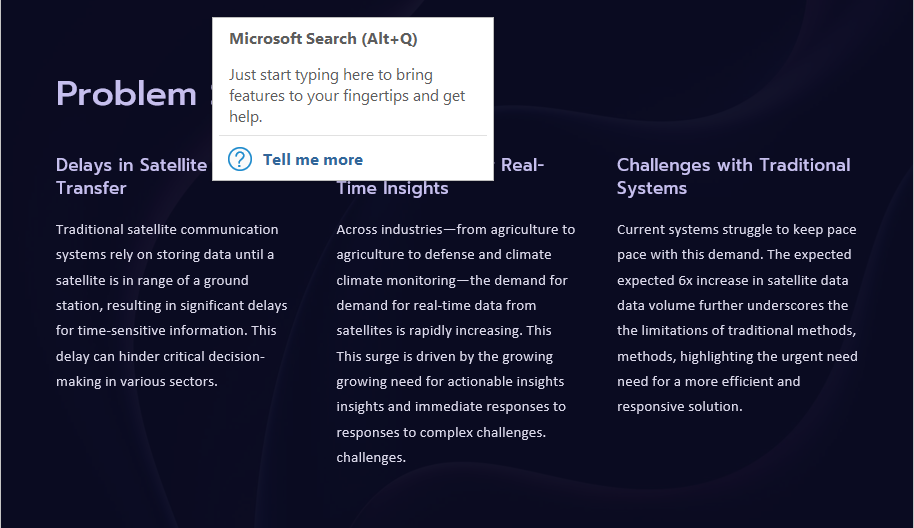 Microsoft Search (Alt+Q)
Just start typing here to bring
features to your fingertips and get
help.
Tell me more
Problem
Delays in Satellite
Transfer
Traditional satellite communication
systems rely on storing data until a
satellite is in range of a ground
station, resulting in significant delays
for time-sensitive information. This
delay can hinder critical decision-
making in various sectors.
Real-
Time Insights
Across industries—from agriculture to
agriculture to defense and climate
climate monitoring—the demand for
demand for real-time data from
satellites is rapidly increasing. This
This surge is driven by the growing
growing need for actionable insights
insights and immediate responses to
responses to complex challenges.
challenges.
Challenges with Traditional
Systems
Current systems struggle to keep pace
pace with this demand. The expected
expected 6x increase in satellite data
data volume further underscores the
the limitations of traditional methods,
methods, highlighting the urgent need
need for a more efficient and
responsive solution.